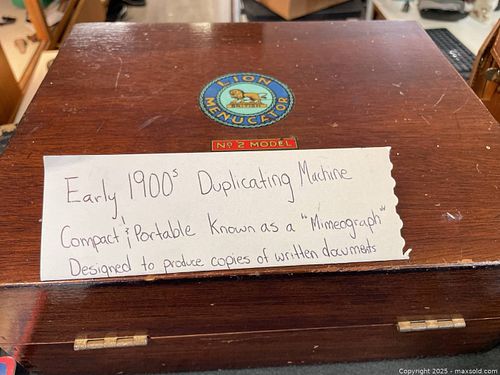 LION
MENUCATOR
Nº 2 MODEL
Early 1900s Duplicating Machine
Compact & Portable Known as a "Mimeograph"
Designed to produce copies of written documents
Copyright 2025 - maxsold.com